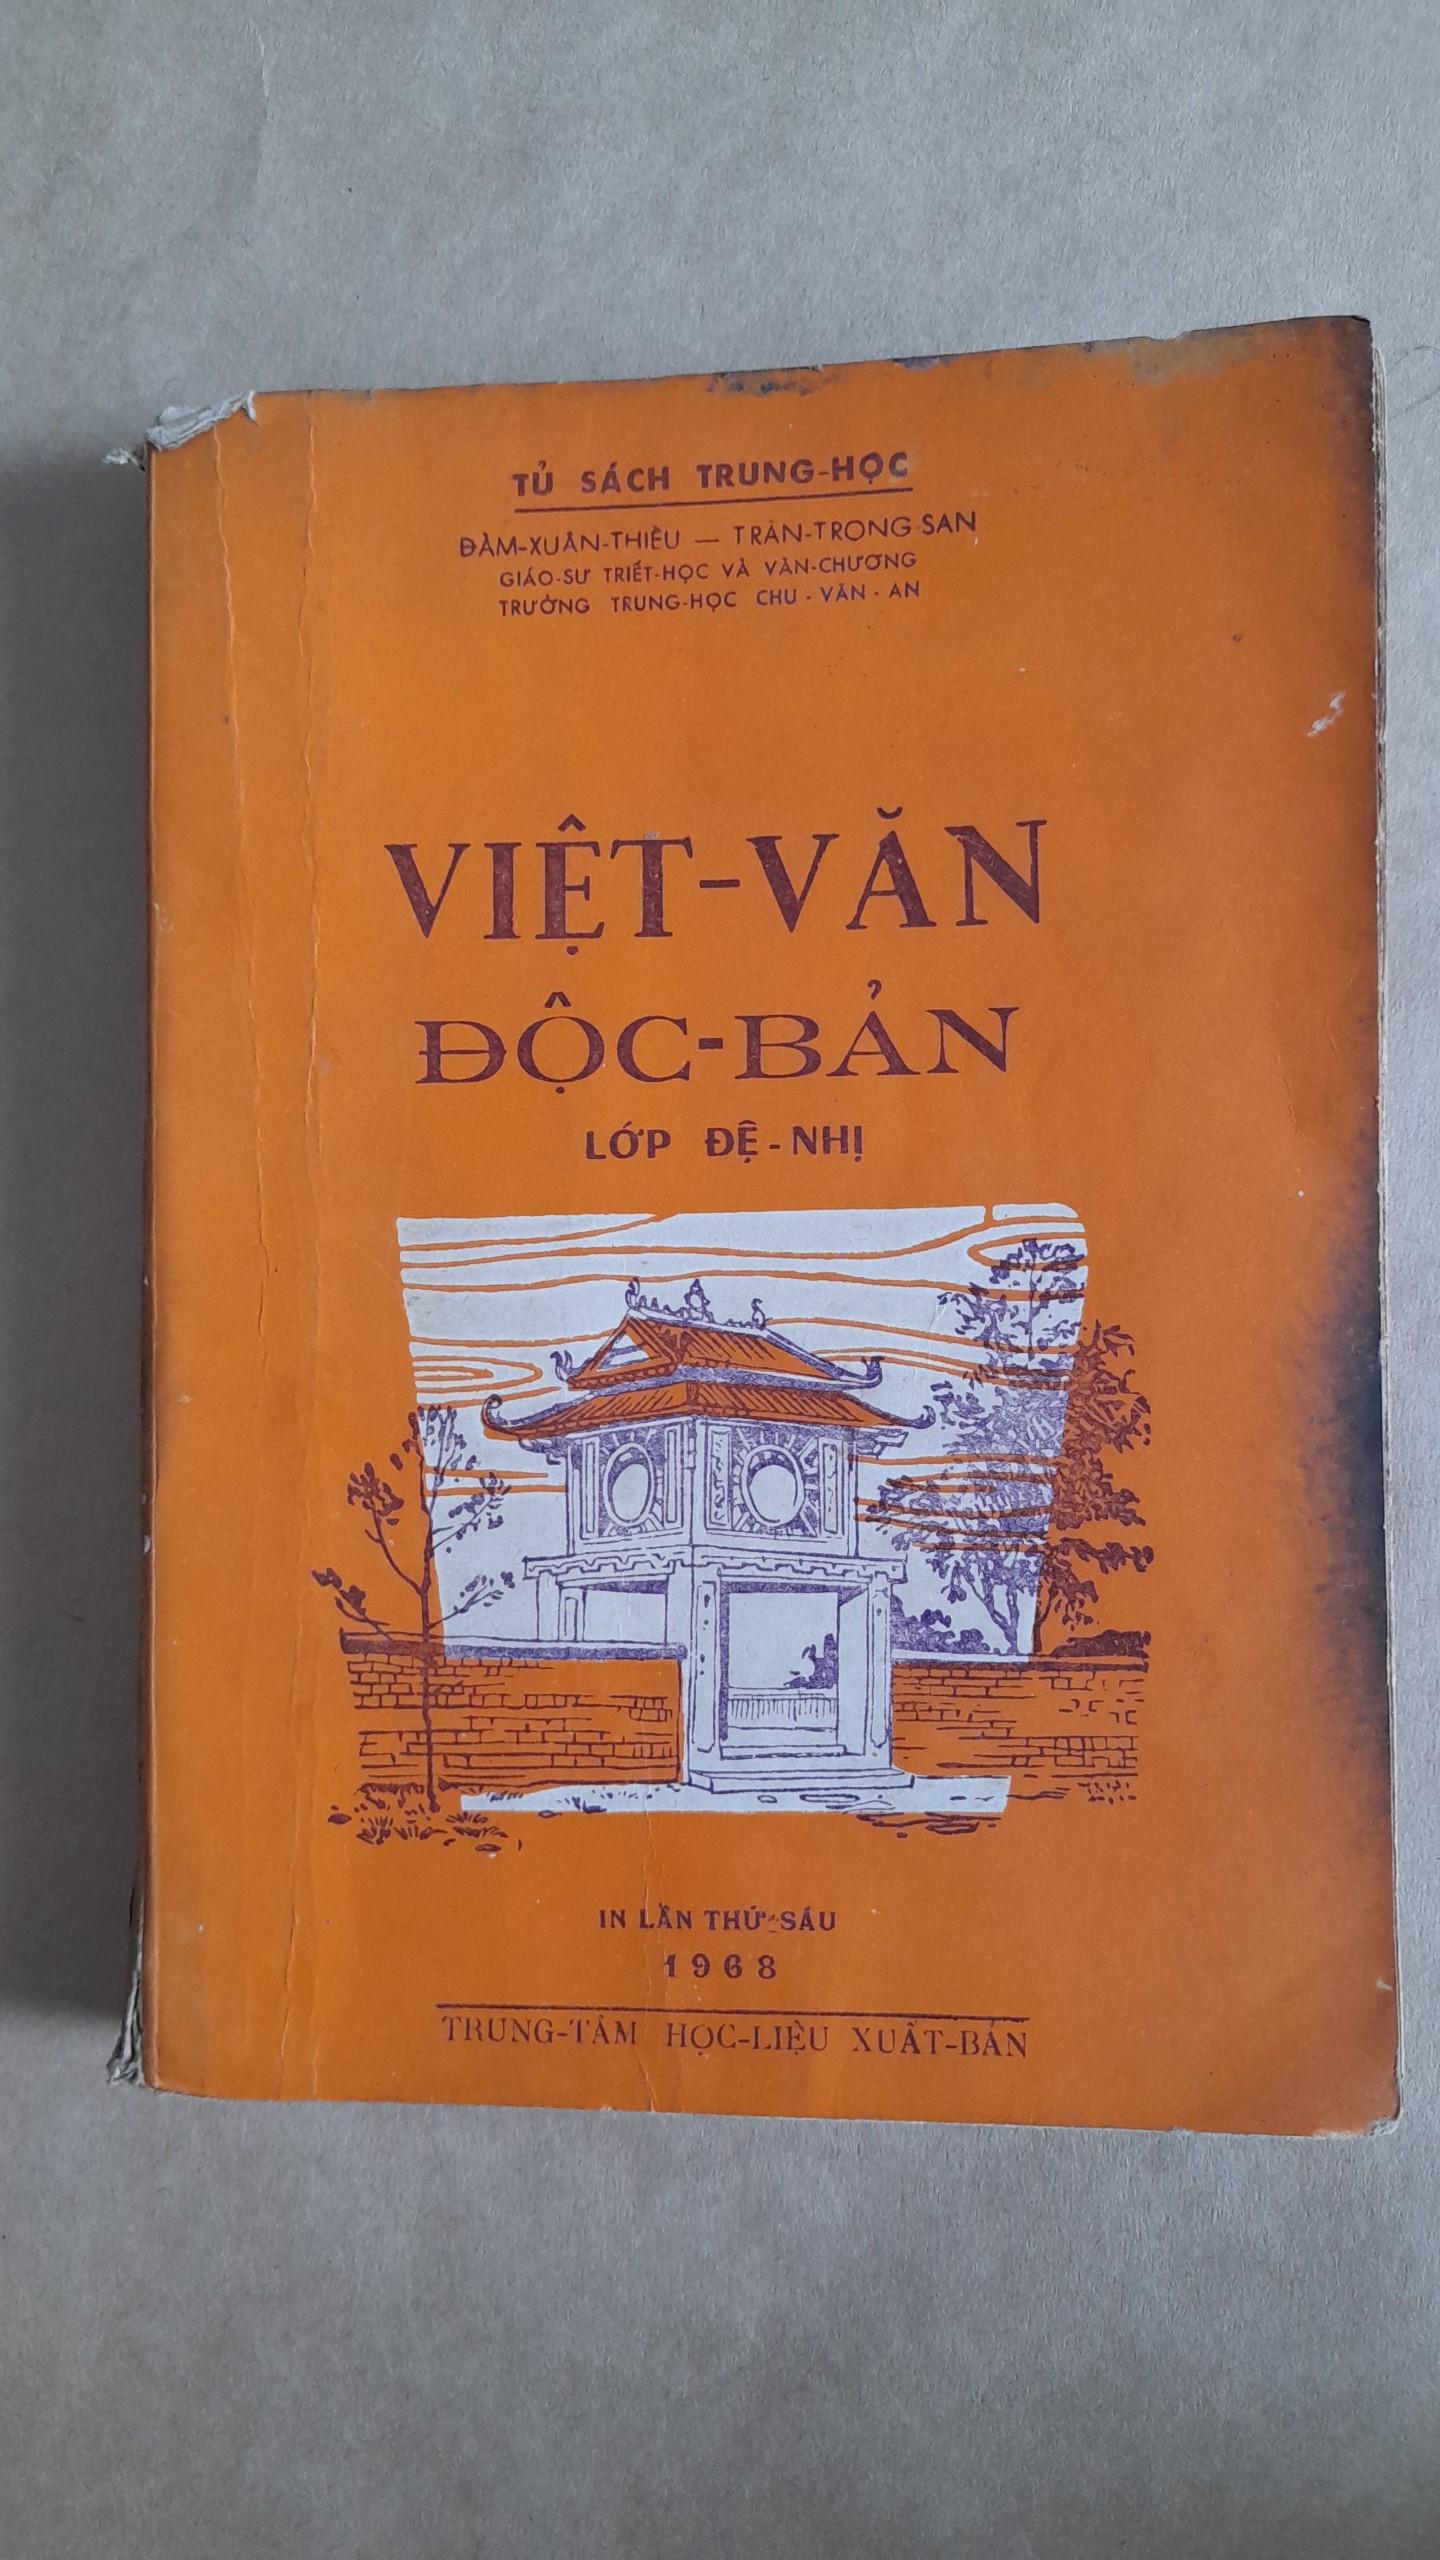 TỦ SÁCH TRUNG-HỌC
ĐÀM-XUÂN-THIỀU — TRẦN-TRỌNG-SAN
GIÁO-SƯ TRIẾT-HỌC VÀ VĂN-CHƯƠNG
TRƯỜNG TRUNG-HỌC CHU-VĂN-AN
VIỆT-VĂN
ĐỘC-BẢN
LỚP ĐỆ-NHỊ
IN LẦN THỨ SÁU
1968
TRUNG-TÂM HỌC-LIỆU XUẤT-BẢN